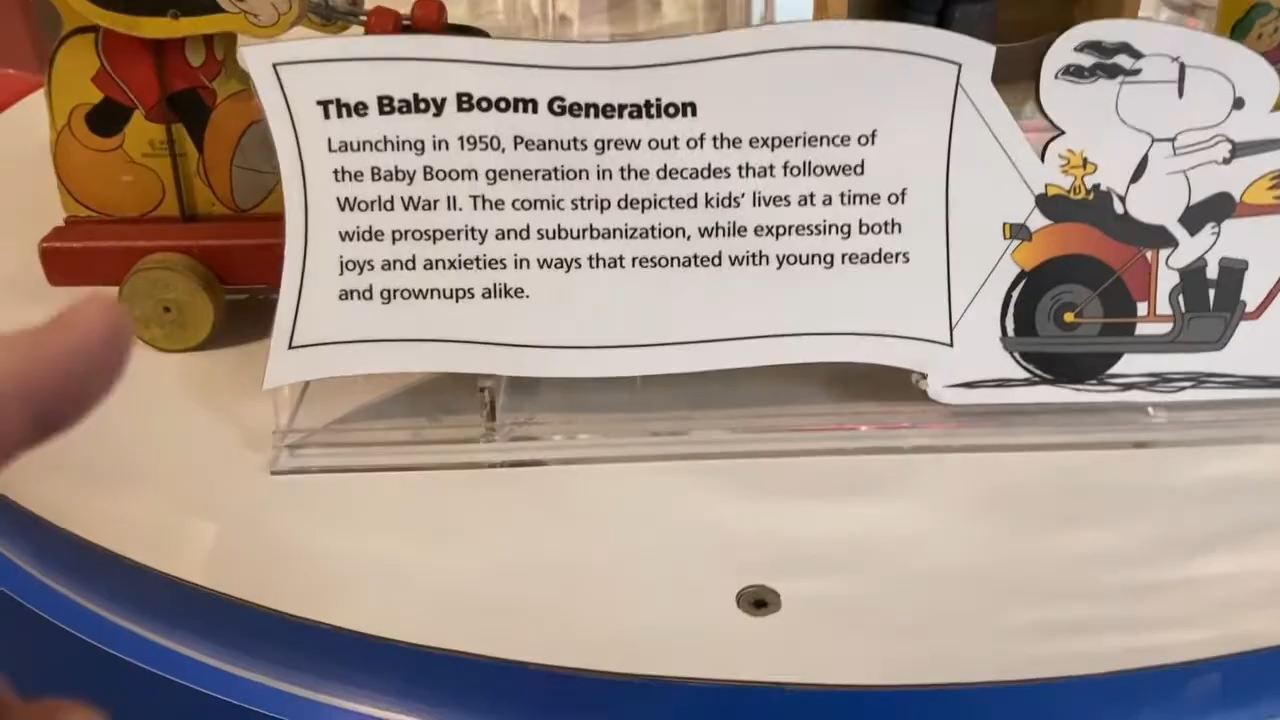 The Baby Boom Generation
Launching in 1950, Peanuts grew out of the experience of
the Baby Boom generation in the decades that followed
World War II. The comic strip depicted kids' lives at a time of
wide prosperity and suburbanization, while expressing both
joys and anxieties in ways that resonated with young readers
and grownups alike.